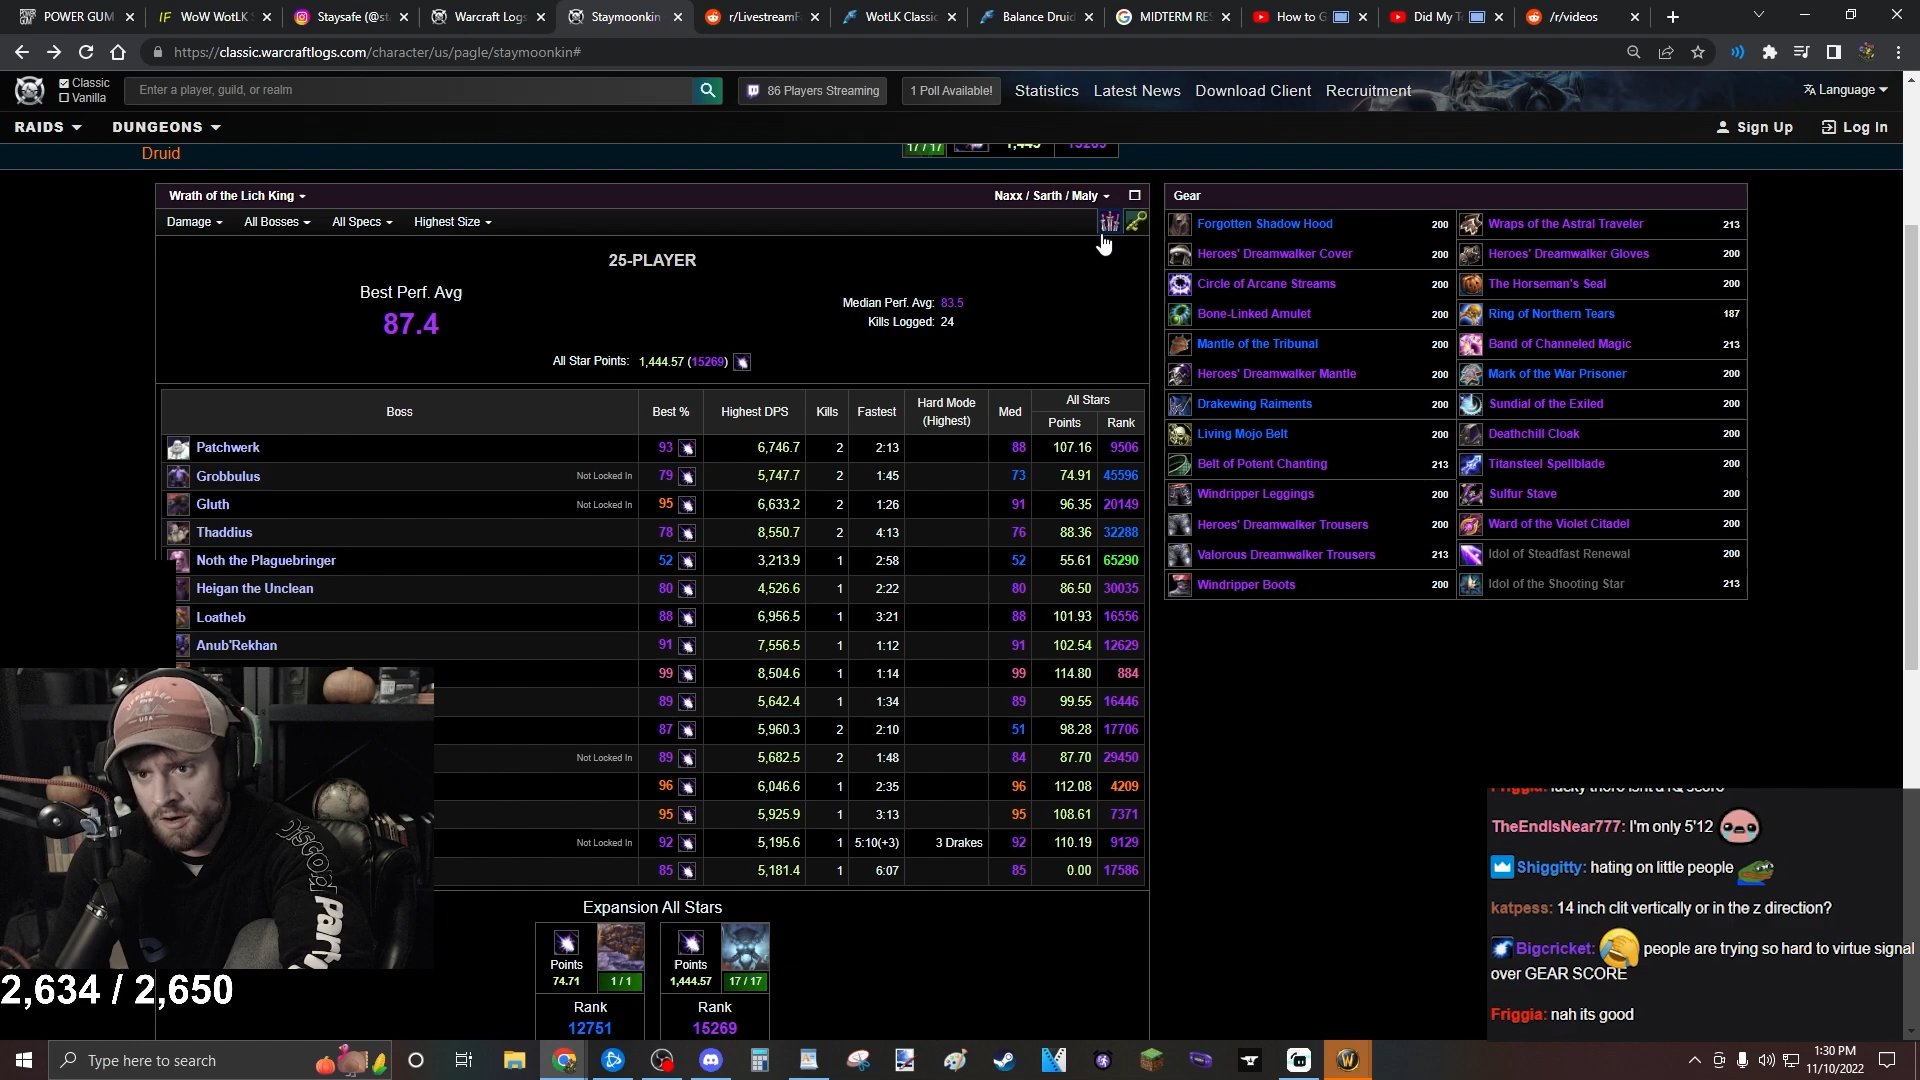 POWER GUM
WoW WotLK
Staysafe (@st
Warcraft Logs
Staymoonkin
r/LivestreamF
WotLK Classic
Balance Druid
MIDTERM RES
How to G
Did My T
/r/videos
https://classic.warcraftlogs.com/character/us/pagle/staymoonkin#
Classic
Vanilla
Enter a player, guild, or realm
86 Players Streaming
1 Poll Available!
Statistics
Latest News
Download Client
Recruitment
Language
RAIDS
DUNGEONS
Sign Up
Log In
Druid
17/17
1,445
15269
Wrath of the Lich King
Naxx / Sarth / Maly
Damage
All Bosses
All Specs
Highest Size
25-PLAYER
Best Perf. Avg
87.4
Median Perf. Avg: 83.5
Kills Logged: 24
All Star Points: 1,444.57 (15269)
Boss Best % Highest DPS Kills Fastest Hard Mode (Highest) Med All Stars
Points Rank
Patchwerk 93 6,746.7 2 2:13 88 107.16 9506
Grobbulus Not Locked In 79 5,747.7 2 1:45 73 74.91 45596
Gluth Not Locked In 95 6,633.2 2 1:26 91 96.35 20149
Thaddius 78 8,550.7 2 4:13 76 88.36 32288
Noth the Plaguebringer 52 3,213.9 1 2:58 52 55.61 65290
Heigan the Unclean 80 4,526.6 1 2:22 80 86.50 30035
Loatheb 88 6,956.5 1 3:21 88 101.93 16556
Anub'Rekhan 91 7,556.5 1 1:12 91 102.54 12629
99 8,504.6 1 1:14 99 114.80 884
89 5,642.4 1 1:34 89 99.55 16446
87 5,960.3 2 2:10 51 98.28 17706
Not Locked In 89 5,682.5 2 1:48 84 87.70 29450
96 6,046.6 1 2:35 96 112.08 4209
95 5,925.9 1 3:13 95 108.61 7371
Not Locked In 92 5,195.6 1 5:10(+3) 3 Drakes 92 110.19 9129
85 5,181.4 1 6:07 85 0.00 17586
Expansion All Stars
Points 74.71 1/1
Rank
12751
Points 1,444.57 17/17
Rank
15269
Gear
Forgotten Shadow Hood 200
Heroes' Dreamwalker Cover 200
Circle of Arcane Streams 200
Bone-Linked Amulet 200
Mantle of the Tribunal 200
Heroes' Dreamwalker Mantle 200
Drakewing Raiments 200
Living Mojo Belt 200
Belt of Potent Chanting 213
Windripper Leggings 200
Heroes' Dreamwalker Trousers 200
Valorous Dreamwalker Trousers 213
Windripper Boots 200
Wraps of the Astral Traveler 213
Heroes' Dreamwalker Gloves 200
The Horseman's Seal 200
Ring of Northern Tears 187
Band of Channeled Magic 213
Mark of the War Prisoner 200
Sundial of the Exiled 200
Deathchill Cloak 200
Titansteel Spellblade 200
Sulfur Stave 200
Ward of the Violet Citadel 200
Idol of Steadfast Renewal 200
Idol of the Shooting Star 213
USA
Discord
Party
2,634 / 2,650
TheEndIsNear777: I'm only 5'12
Shiggitty: hating on little people
katpess: 14 inch clit vertically or in the z direction?
Bigcricket: people are trying so hard to virtue signal
over GEAR SCORE
Friggia: nah its good
Type here to search
1:30 PM
11/10/2022